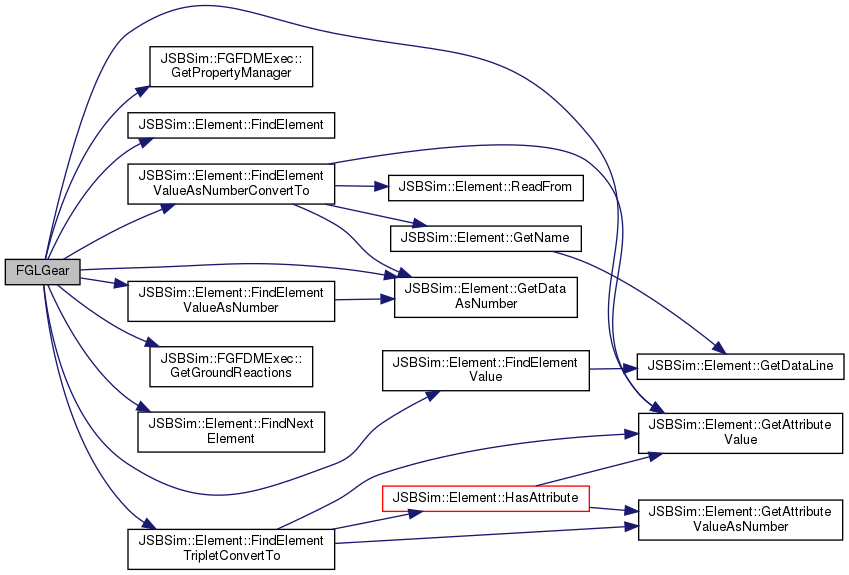 JSBSim::FGFDMExec::
GetPropertyManager
JSBSim::Element::FindElement
JSBSim::Element::FindElement
ValueAsNumberConvertTo
JSBSim::Element::ReadFrom
JSBSim::Element::GetName
FGLGear
JSBSim::Element::FindElement
ValueAsNumber
JSBSim::Element::GetData
AsNumber
JSBSim::FGFDMExec::
GetGroundReactions
JSBSim::Element::FindElement
Value
JSBSim::Element::GetDataLine
JSBSim::Element::FindNext
Element
JSBSim::Element::GetAttribute
Value
JSBSim::Element::HasAttribute
JSBSim::Element::GetAttribute
ValueAsNumber
JSBSim::Element::FindElement
TripletConvertTo